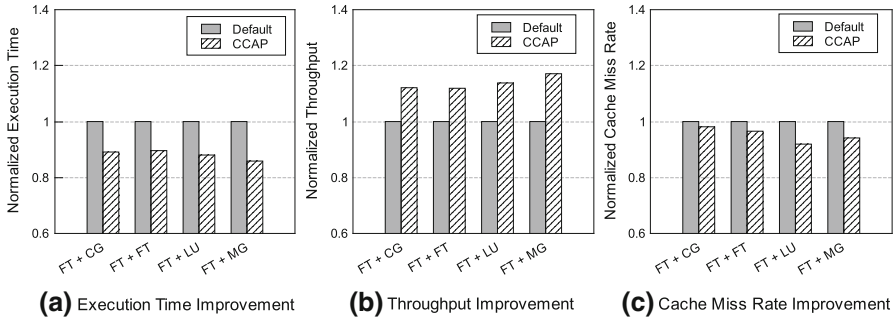 Normalized Execution Time
1.4
1.2
1
0.8
0.6
Default
CCAP
FT + CG
FT + FT
FT + LU
FT + MG
(a) Execution Time Improvement
Normalized Throughput
1.4
1.2
1
0.8
0.6
Default
CCAP
FT + CG
FT + FT
FT + LU
FT + MG
(b) Throughput Improvement
Normalized Cache Miss Rate
1.4
1.2
1
0.8
0.6
Default
CCAP
FT + CG
FT + FT
FT + LU
FT + MG
(c) Cache Miss Rate Improvement